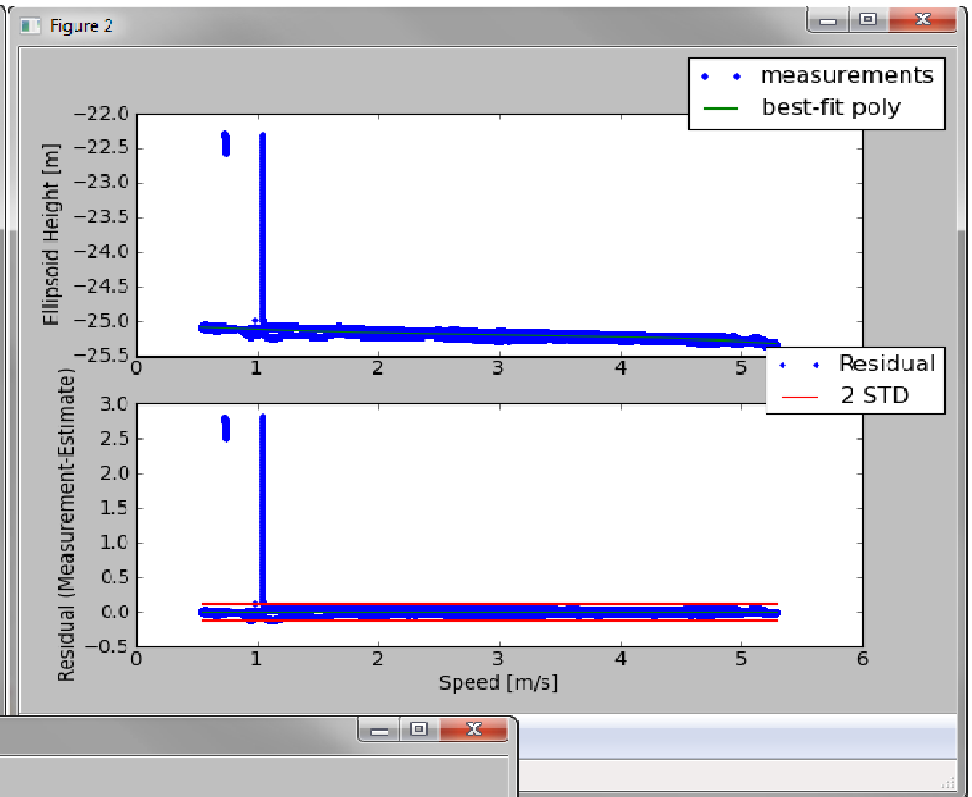 Figure 2
measurements
best-fit poly
Ellipsoid Height [m]
−22.0
−22.5
−23.0
−23.5
−24.0
−24.5
−25.0
−25.5
0 1 2 3 4 5
Residual
2 STD
Residual (Measurement-Estimate)
3.0
2.5
2.0
1.5
1.0
0.5
0.0
−0.5
0 1 2 3 4 5 6
Speed [m/s]